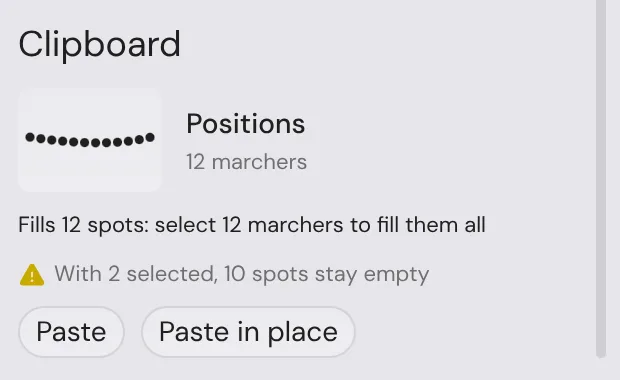 Clipboard
Positions
12 marchers
Fills 12 spots: select 12 marchers to fill them all
With 2 selected, 10 spots stay empty
Paste
Paste in place